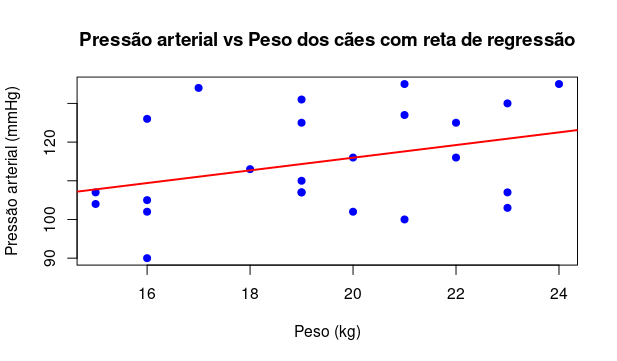 Pressão arterial vs Peso dos cães com reta de regressão
Pressão arterial (mmHg)
120
100
90
16 18 20 22 24
Peso (kg)